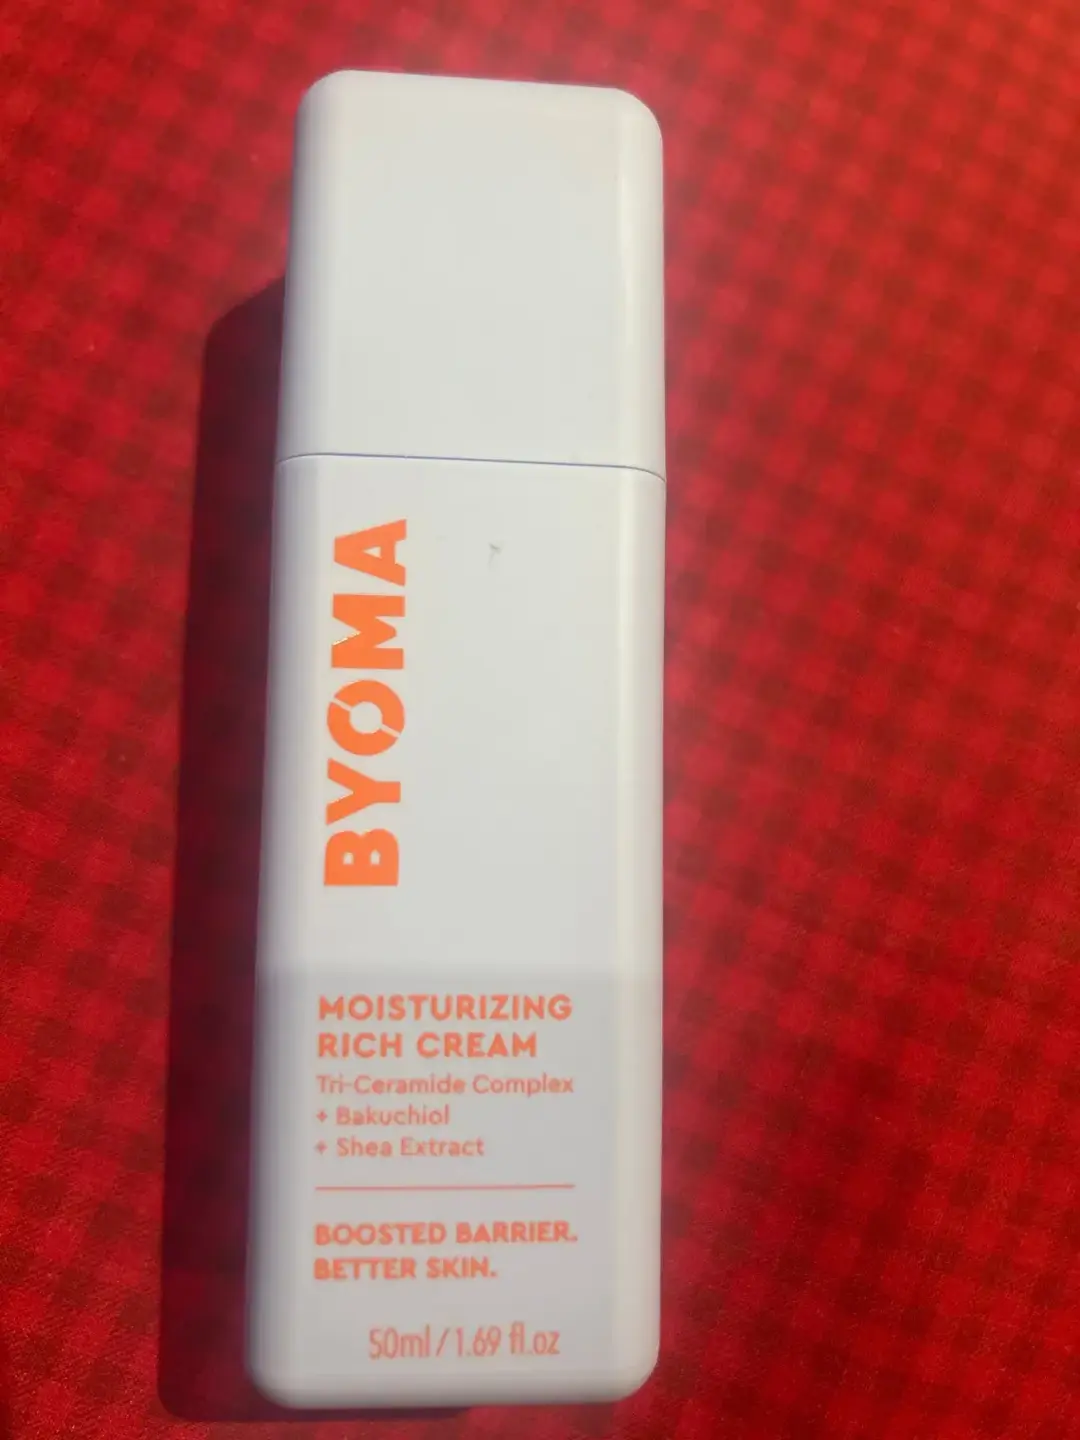 BYOMA
MOISTURIZING
RICH CREAM
Tri-Ceramide Complex
+ Bakuchiol
+ Shea Extract
BOOSTED BARRIER.
BETTER SKIN.
50ml / 1.69 fl.oz